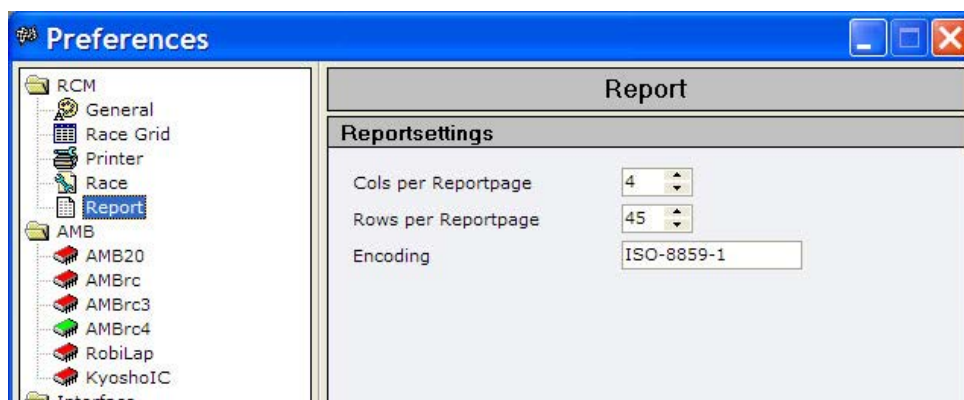 Preferences
RCM
General
Race Grid
Printer
Race
Report
AMB
AMB20
AMBrc
AMBrc3
AMBrc4
RobiLap
KyoshoIC
Interface
Report
Reportsettings
Cols per Reportpage 4
Rows per Reportpage 45
Encoding ISO-8859-1